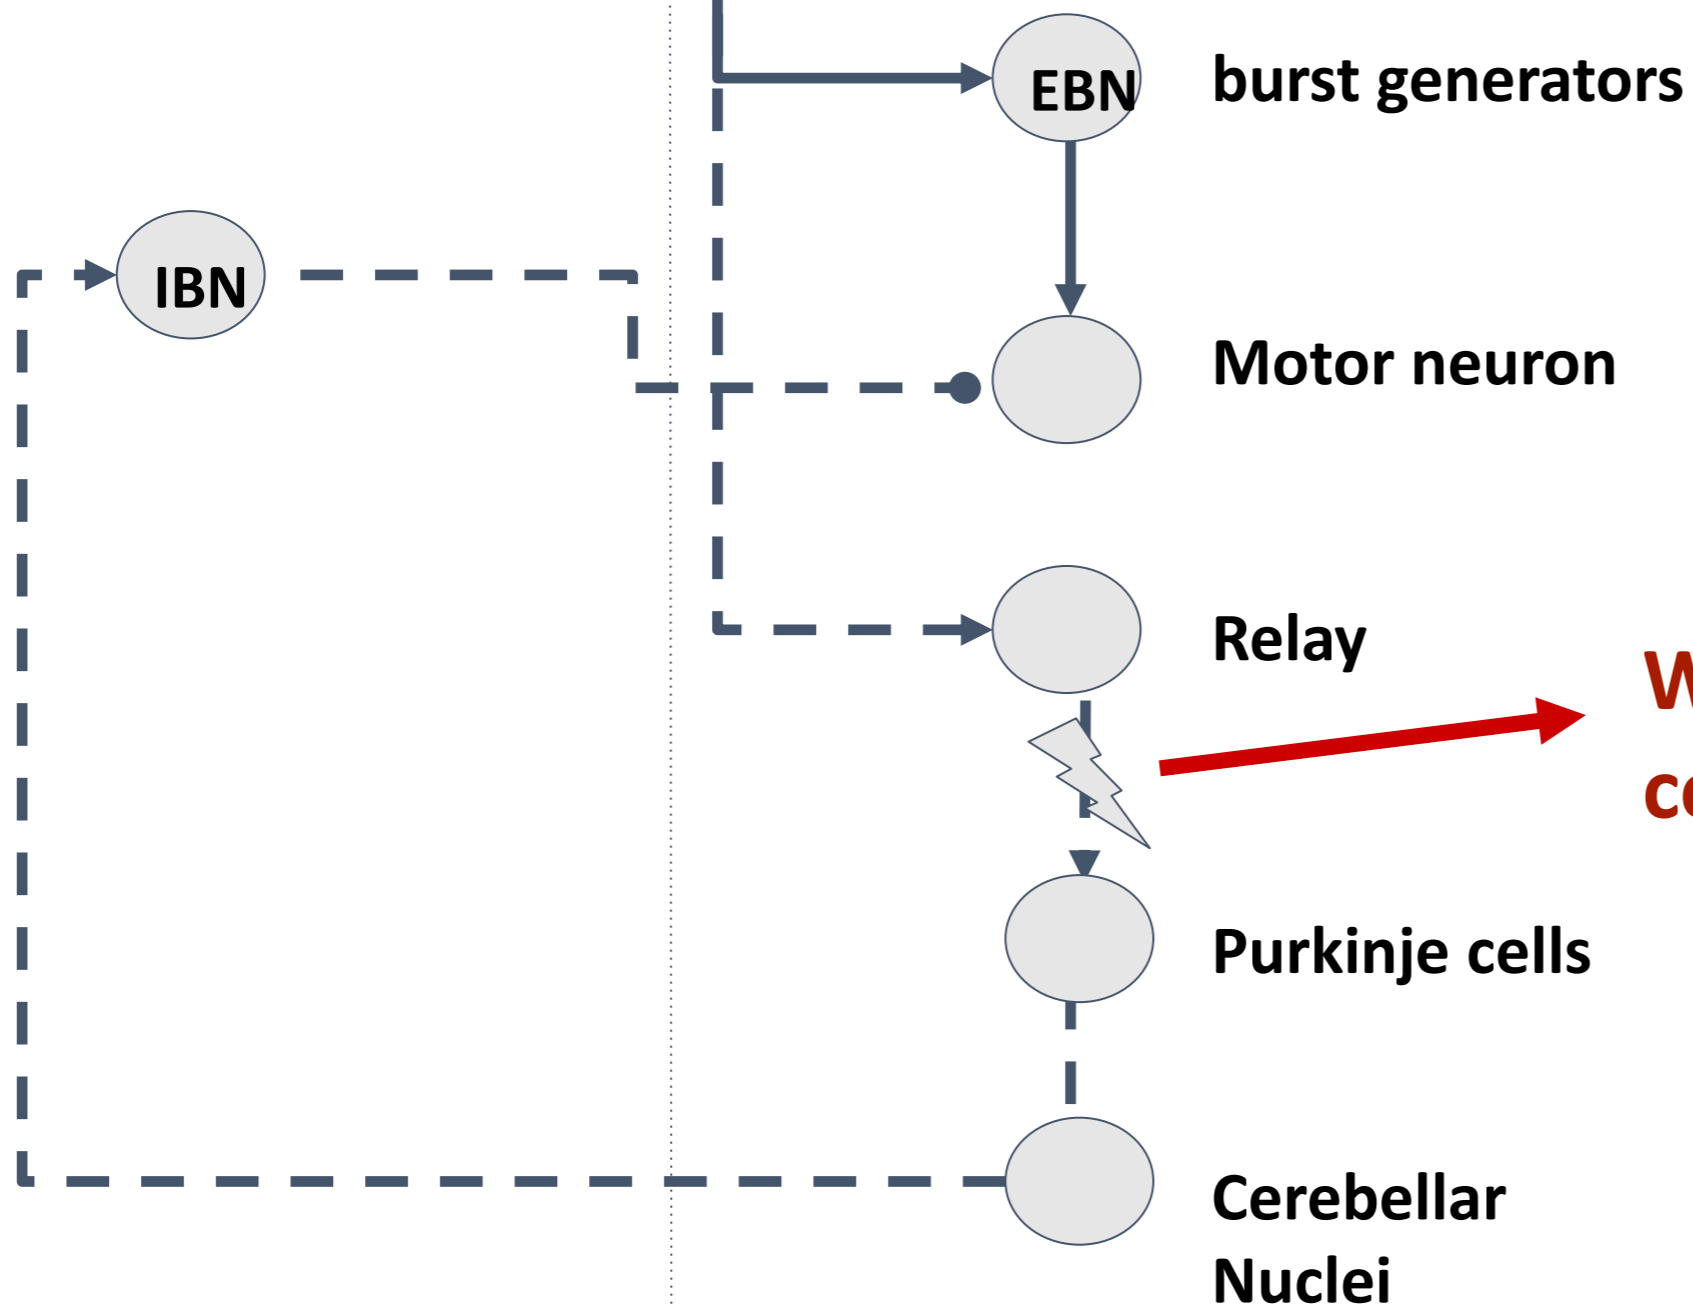 EBN
burst generators
IBN
Motor neuron
Relay
Purkinje cells
Cerebellar
Nuclei